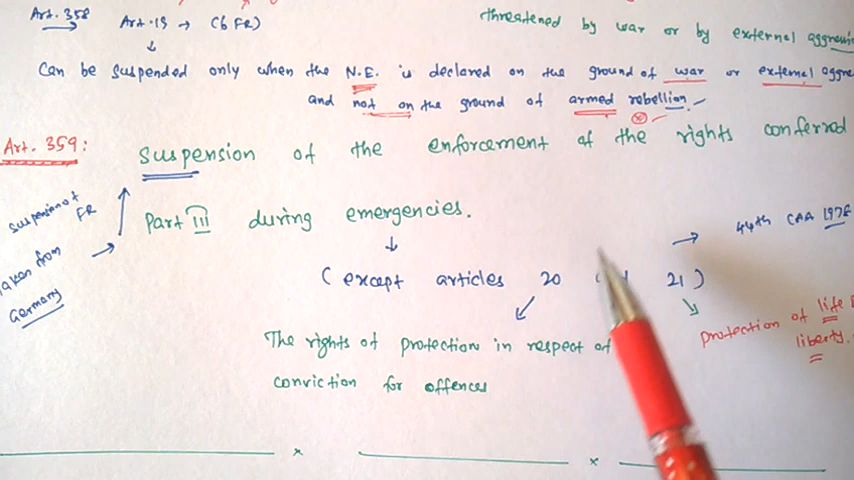 threatened by war or by external aggression
Art. 358 Art. 19 → (6 FR)
Can be suspended only when the N.E. is declared on the ground of war or external aggre
and not on the ground of armed rebellion.
Art. 359: suspension of the enforcement of the rights conferred
Part III during emergencies.
suspension of FR
taken from
Germany
44th CAA 1978
(except articles 20 21)
The rights of protection in respect of
conviction for offences
protection of life
liberty.